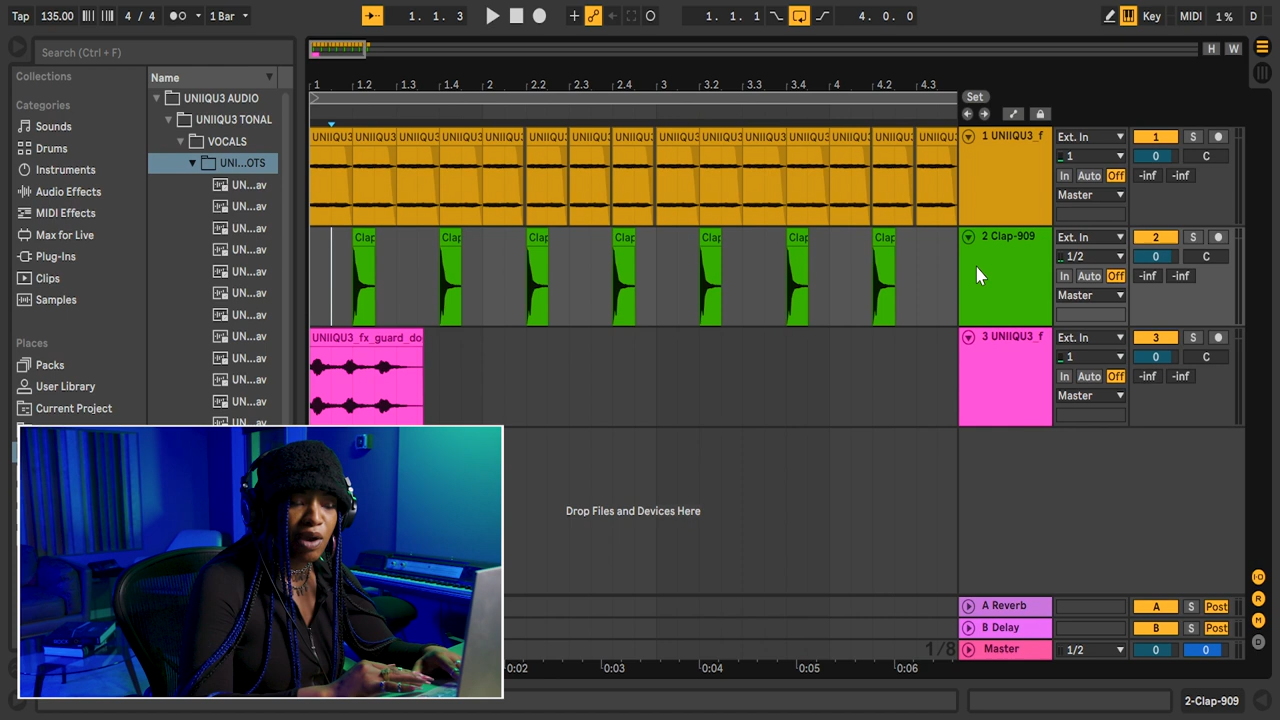 Tap 135.00 4 / 4 1 Bar 1. 1. 3 1. 1. 1 4. 0. 0 Key MIDI 1 % D
Search (Ctrl + F)
H W
Collections
Categories
Sounds
Drums
Instruments
Audio Effects
MIDI Effects
Max for Live
Plug-Ins
Clips
Samples
Places
Packs
User Library
Current Project
Name
UNIIQU3 AUDIO
UNIIQU3 TONAL
VOCALS
UNI...OTS
UN...av
UN...av
UN...av
UN...av
UN...av
UN...av
UN...av
UN...av
UN...av
UN...av
UN...av
UN...av
1 1.2 1.3 1.4 2 2.2 2.3 2.4 3 3.2 3.3 3.4 4 4.2 4.3
Set
UNIIQU3 UNIIQU3 UNIIQU3 UNIIQU3 UNIIQU3 UNIIQU3 UNIIQU3 UNIIQU3 UNIIQU3 UNIIQU3 UNIIQU3 UNIIQU3 UNIIQU3 UNIIQU3 UNIIQU3
1 UNIIQU3_f Ext. In 1 S
1 0 C
In Auto Off -inf -inf
Master
Clap Clap Clap Clap Clap Clap Clap
2 Clap-909 Ext. In 2 S
1/2 0 C
In Auto Off -inf -inf
Master
UNIIQU3_fx_guard_do
3 UNIIQU3_f Ext. In 3 S
1 0 C
In Auto Off -inf -inf
Master
Drop Files and Devices Here
I·O
R
M
D
A Reverb A S Post
B Delay B S Post
1/8 Master 1/2 0 0
0:02 0:03 0:04 0:05 0:06
2-Clap-909